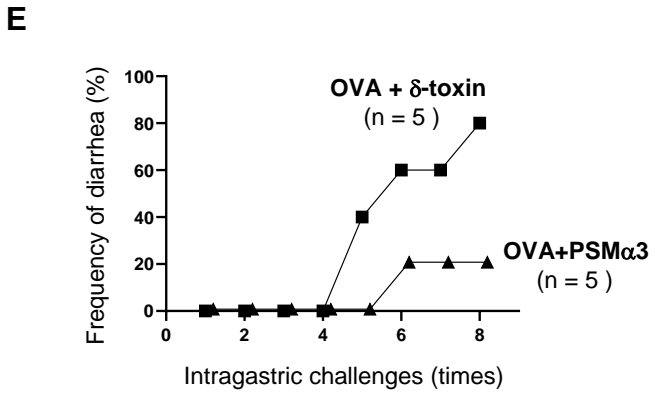 E
Frequency of diarrhea (%)
100
80
60
40
20
0
OVA + δ-toxin
(n = 5 )
OVA+PSMα3
(n = 5 )
0 2 4 6 8
Intragastric challenges (times)